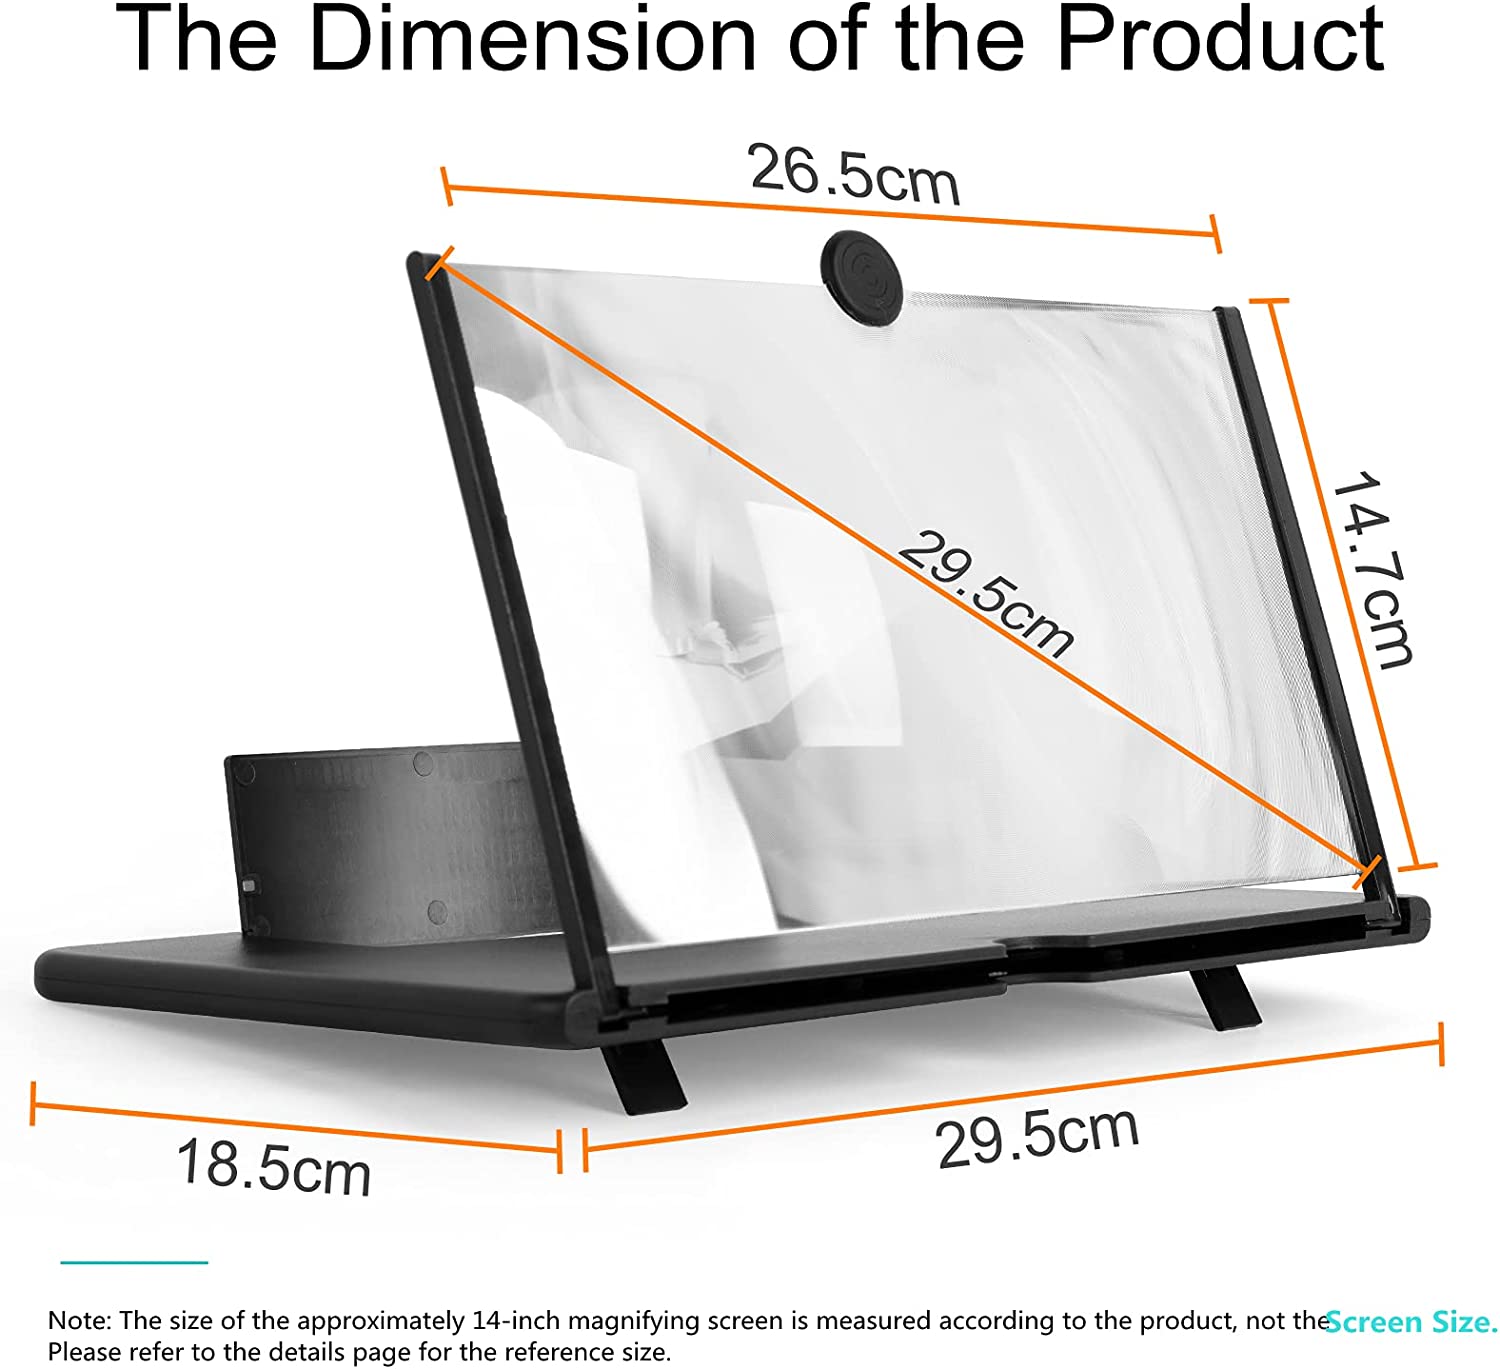 The Dimension of the Product
26.5cm
14.7cm
29.5cm
18.5cm
29.5cm
Note: The size of the approximately 14-inch magnifying screen is measured according to the product, not the Screen Size.
Please refer to the details page for the reference size.